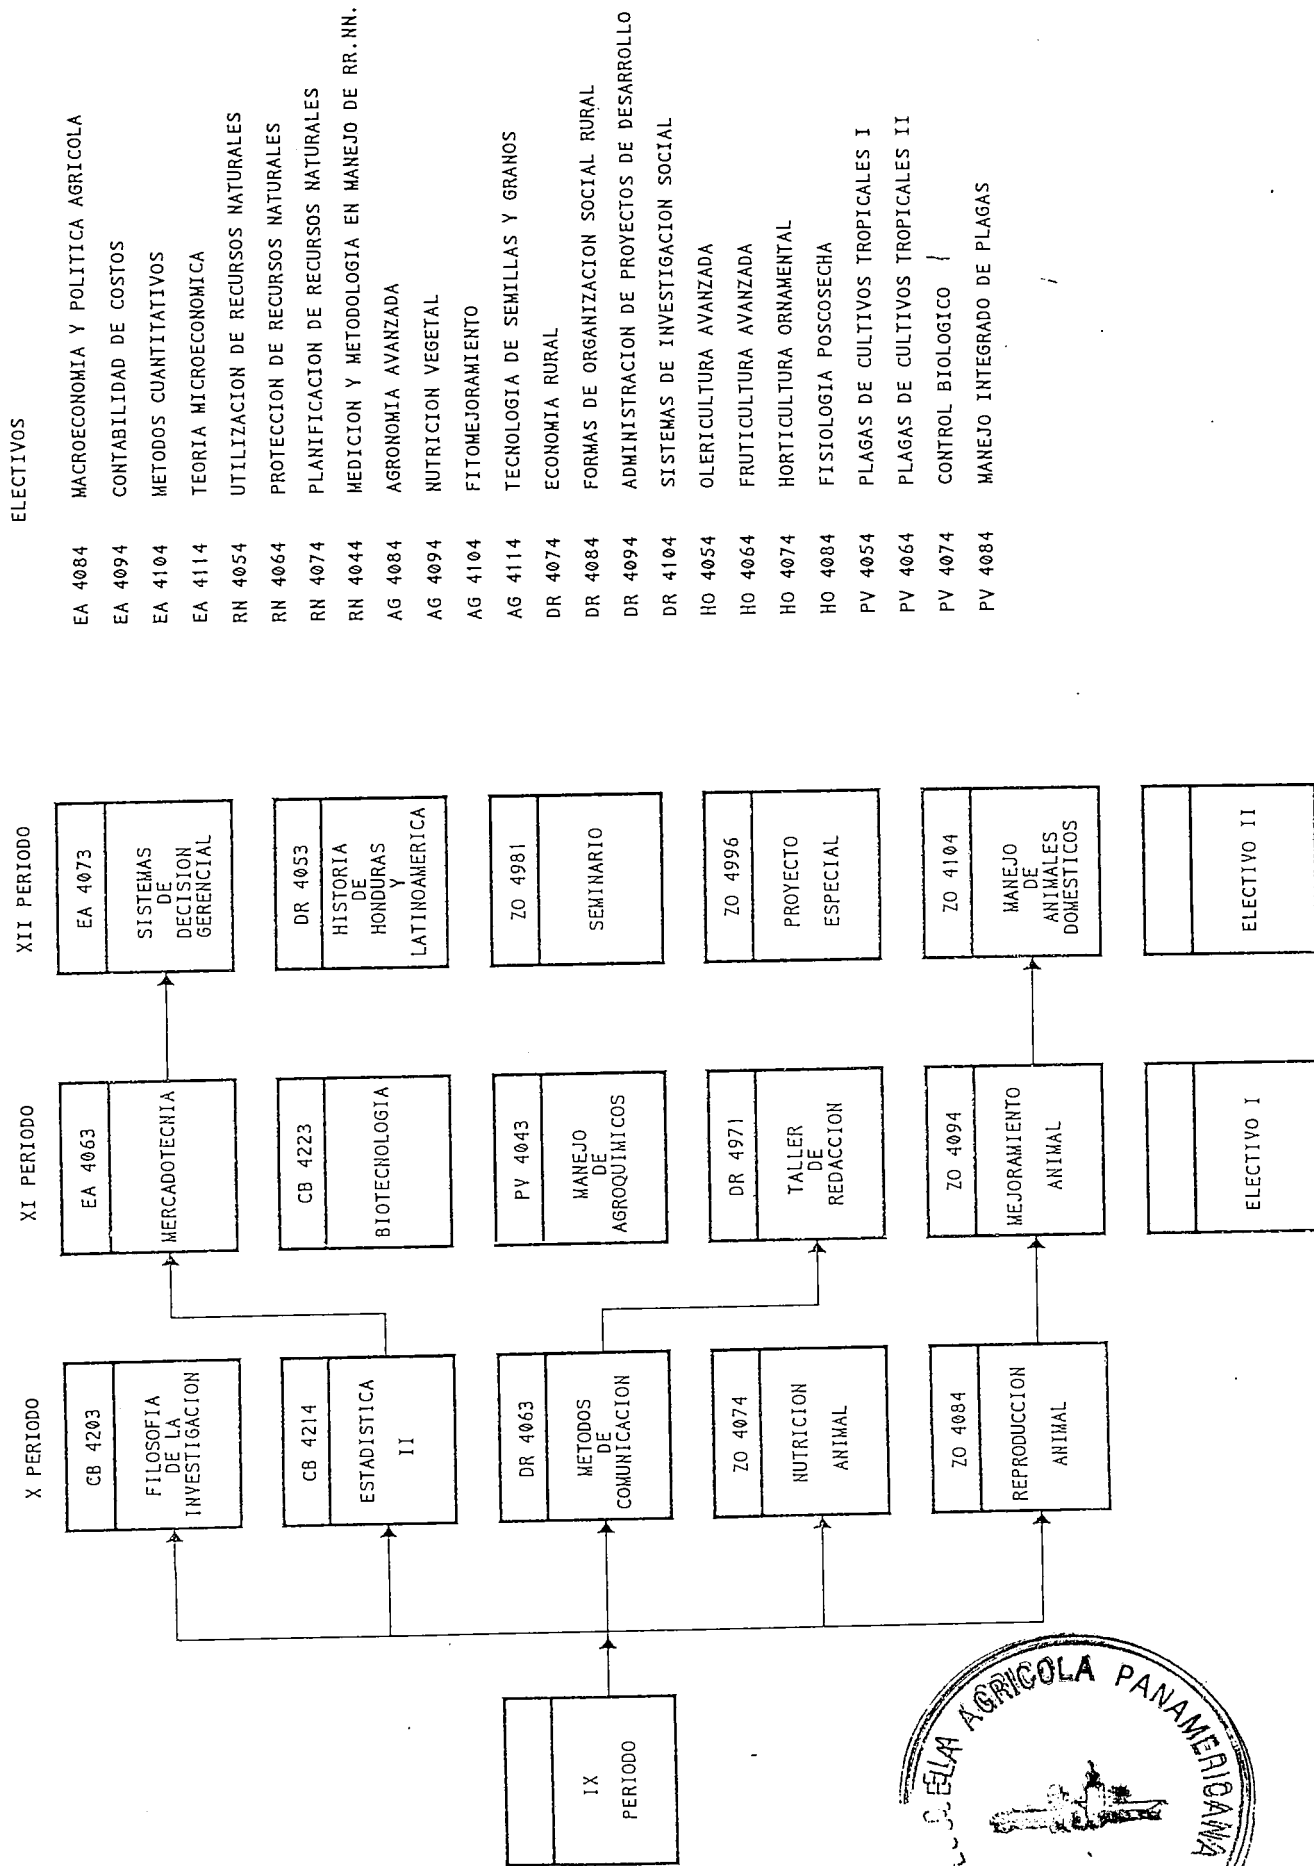 IX
PERIODO
X PERIODO
CB 4203
FILOSOFIA
DE LA
INVESTIGACION
CB 4214
ESTADISTICA
II
DR 4063
METODOS
DE
COMUNICACION
ZO 4074
NUTRICION
ANIMAL
ZO 4084
REPRODUCCION
ANIMAL
XI PERIODO
EA 4063
MERCADOTECNIA
CB 4223
BIOTECNOLOGIA
PV 4043
MANEJO
DE
AGROQUIMICOS
DR 4971
TALLER
DE
REDACCION
ZO 4094
MEJORAMIENTO
ANIMAL
ELECTIVO I
XII PERIODO
EA 4073
SISTEMAS
DE
DECISION
GERENCIAL
DR 4053
HISTORIA
DE
HONDURAS
Y
LATINOAMERICA
ZO 4981
SEMINARIO
ZO 4996
PROYECTO
ESPECIAL
ZO 4104
MANEJO
DE
ANIMALES
DOMESTICOS
ELECTIVO II
ELECTIVOS
EA 4084 MACROECONOMIA Y POLITICA AGRICOLA
EA 4094 CONTABILIDAD DE COSTOS
EA 4104 METODOS CUANTITATIVOS
EA 4114 TEORIA MICROECONOMICA
RN 4054 UTILIZACION DE RECURSOS NATURALES
RN 4064 PROTECCION DE RECURSOS NATURALES
RN 4074 PLANIFICACION DE RECURSOS NATURALES
RN 4044 MEDICION Y METODOLOGIA EN MANEJO DE RR.NN.
AG 4084 AGRONOMIA AVANZADA
AG 4094 NUTRICION VEGETAL
AG 4104 FITOMEJORAMIENTO
AG 4114 TECNOLOGIA DE SEMILLAS Y GRANOS
DR 4074 ECONOMIA RURAL
DR 4084 FORMAS DE ORGANIZACION SOCIAL RURAL
DR 4094 ADMINISTRACION DE PROYECTOS DE DESARROLLO
DR 4104 SISTEMAS DE INVESTIGACION SOCIAL
HO 4054 OLERICULTURA AVANZADA
HO 4064 FRUTICULTURA AVANZADA
HO 4074 HORTICULTURA ORNAMENTAL
HO 4084 FISIOLOGIA POSCOSECHA
PV 4054 PLAGAS DE CULTIVOS TROPICALES I
PV 4064 PLAGAS DE CULTIVOS TROPICALES II
PV 4074 CONTROL BIOLOGICO
PV 4084 MANEJO INTEGRADO DE PLAGAS
AGRICOLA PANAMERICANA